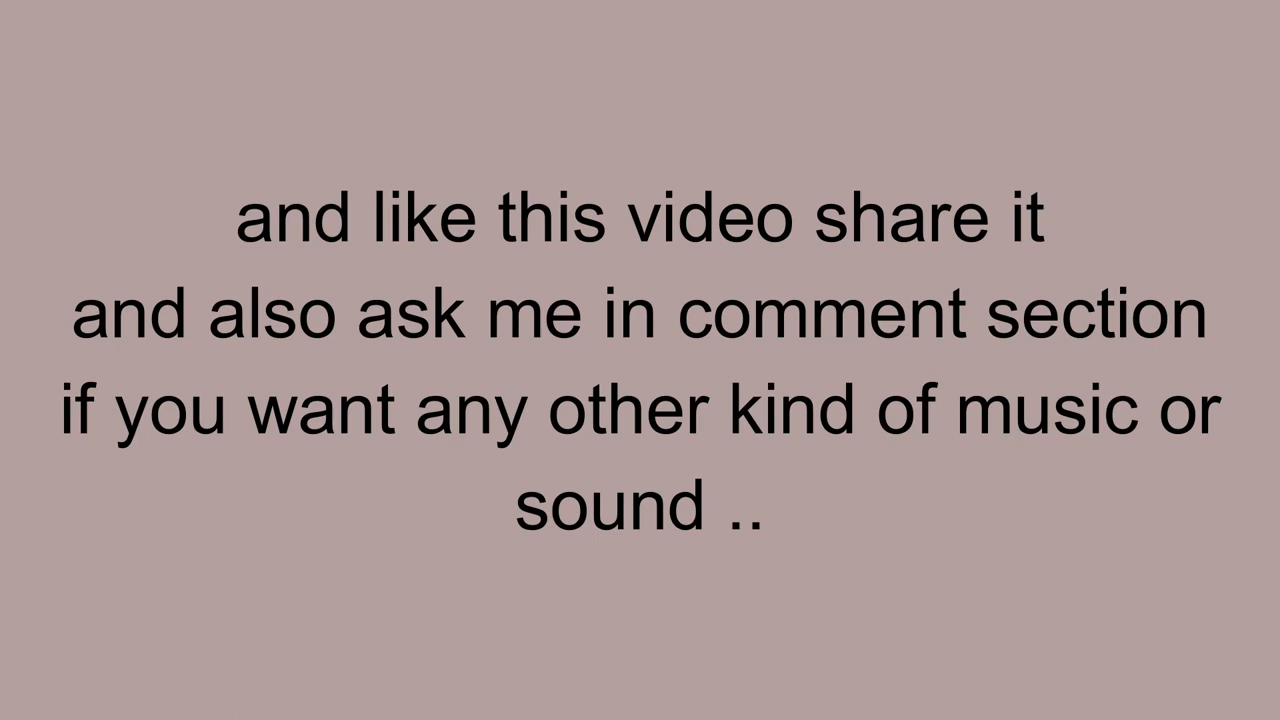 and like this video share it
and also ask me in comment section
if you want any other kind of music or
sound ..